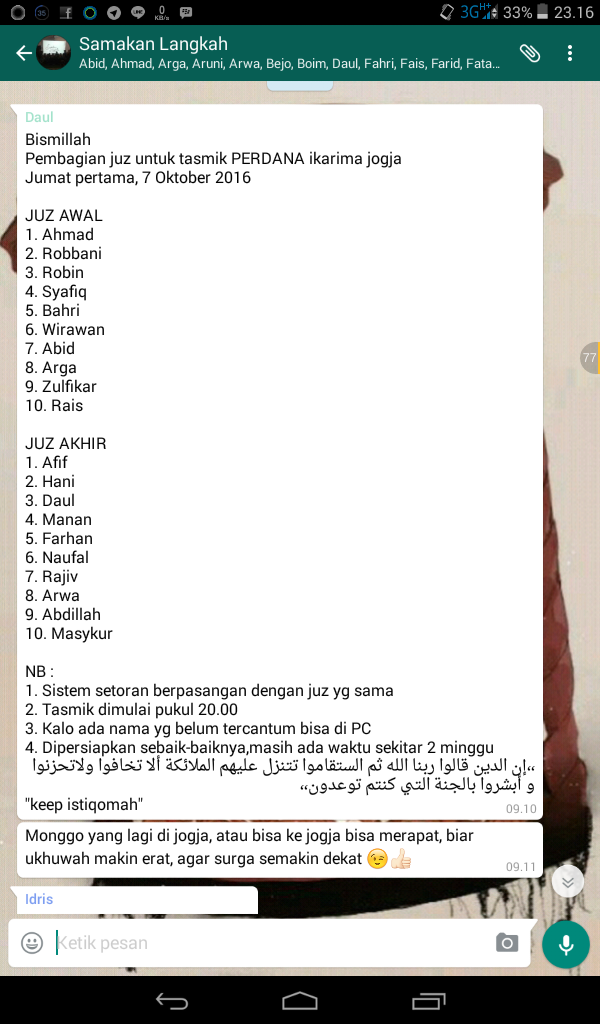 35
0
KB/s
3G H+ 33% 23.16
Samakan Langkah
Abid, Ahmad, Arga, Aruni, Arwa, Bejo, Boim, Daul, Fahri, Fais, Farid, Fata...
Daul
Bismillah
Pembagian juz untuk tasmik PERDANA ikarima jogja
Jumat pertama, 7 Oktober 2016
JUZ AWAL
1. Ahmad
2. Robbani
3. Robin
4. Syafiq
5. Bahri
6. Wirawan
7. Abid
8. Arga
9. Zulfikar
10. Rais
JUZ AKHIR
1. Afif
2. Hani
3. Daul
4. Manan
5. Farhan
6. Naufal
7. Rajiv
8. Arwa
9. Abdillah
10. Masykur
NB :
1. Sistem setoran berpasangan dengan juz yg sama
2. Tasmik dimulai pukul 20.00
3. Kalo ada nama yg belum tercantum bisa di PC
4. Dipersiapkan sebaik-baiknya,masih ada waktu sekitar 2 minggu
،،إن الدين قالوا ربنا الله ثم الستقاموا تتنزل عليهم الملائكة ألا تخافوا ولاتحزنوا
و أبشروا بالجنة التي كنتم توعدون،،
"keep istiqomah"
09.10
Monggo yang lagi di jogja, atau bisa ke jogja bisa merapat, biar
ukhuwah makin erat, agar surga semakin dekat 😉👍
09.11
77
Idris
Ketik pesan